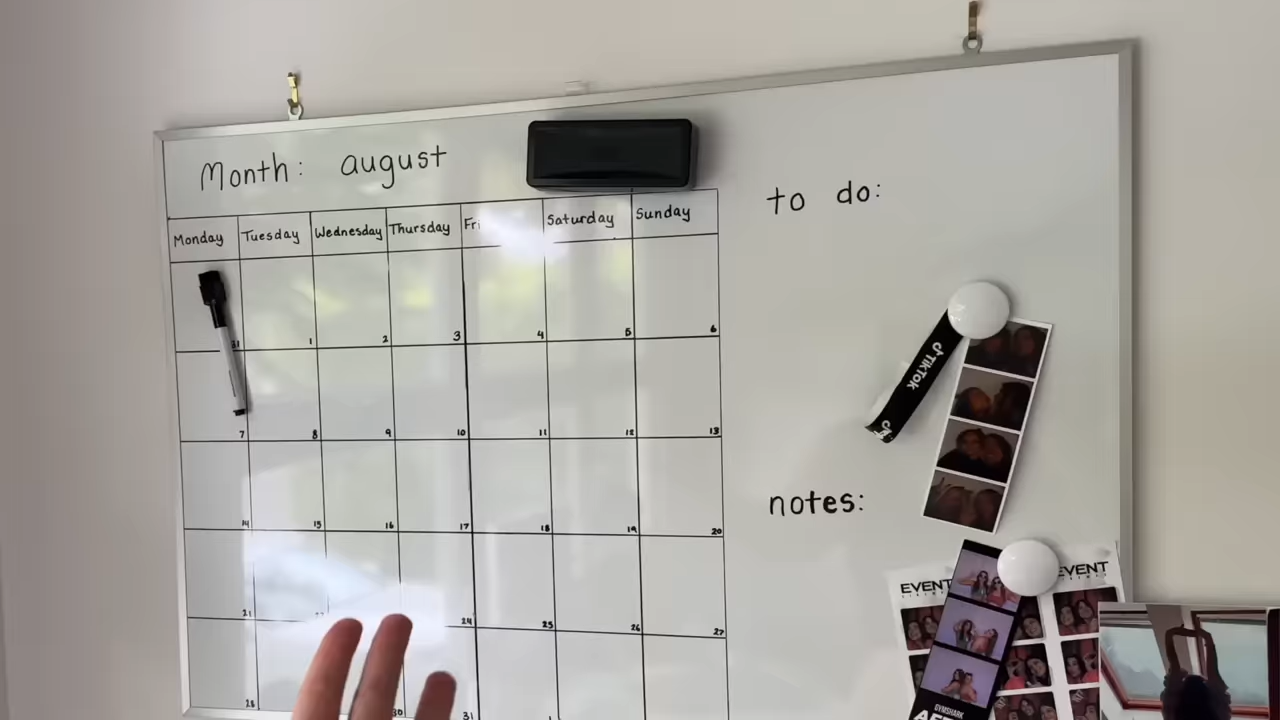 Month: august
to do:
Monday Tuesday Wednesday Thursday Fri Saturday Sunday
31 1 2 3 4 5 6
7 8 9 10 11 12 13
14 15 16 17 18 19 20
21 24 25 26 27
28 30 31 1
TikTok
notes:
EVENT
EVENT
GYMSHARK